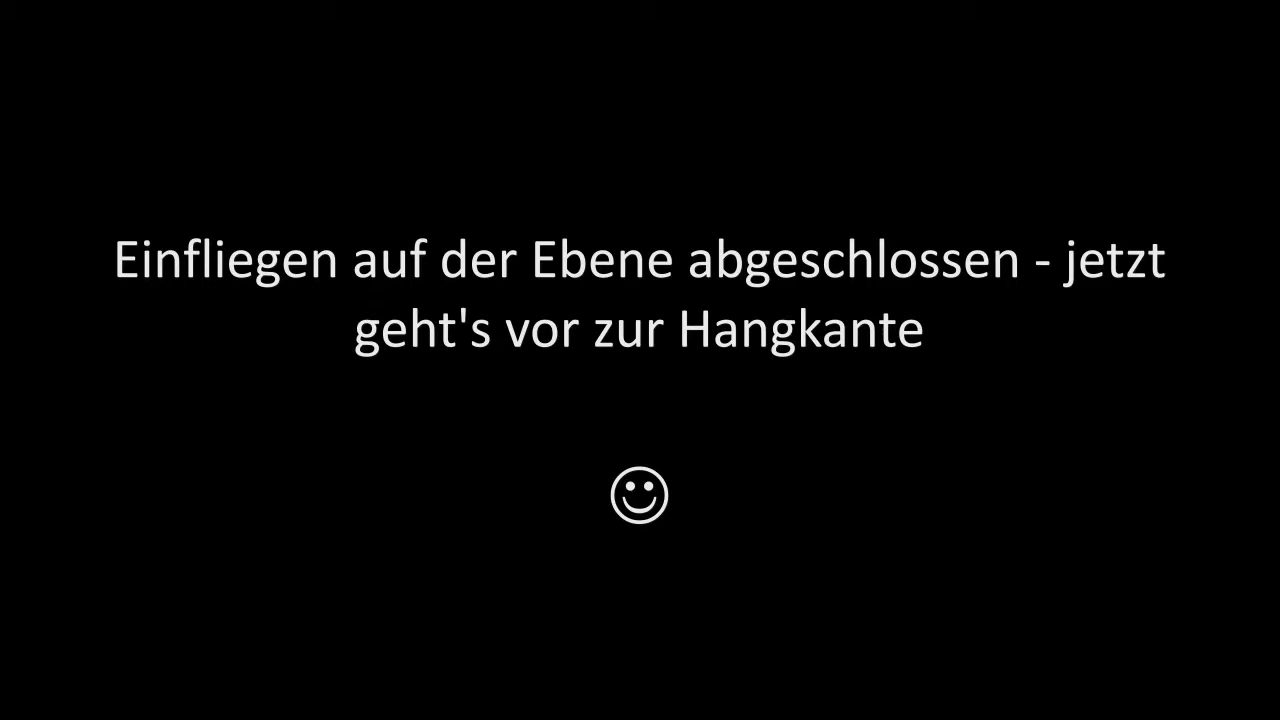 Einfliegen auf der Ebene abgeschlossen - jetzt
geht's vor zur Hangkante
☺